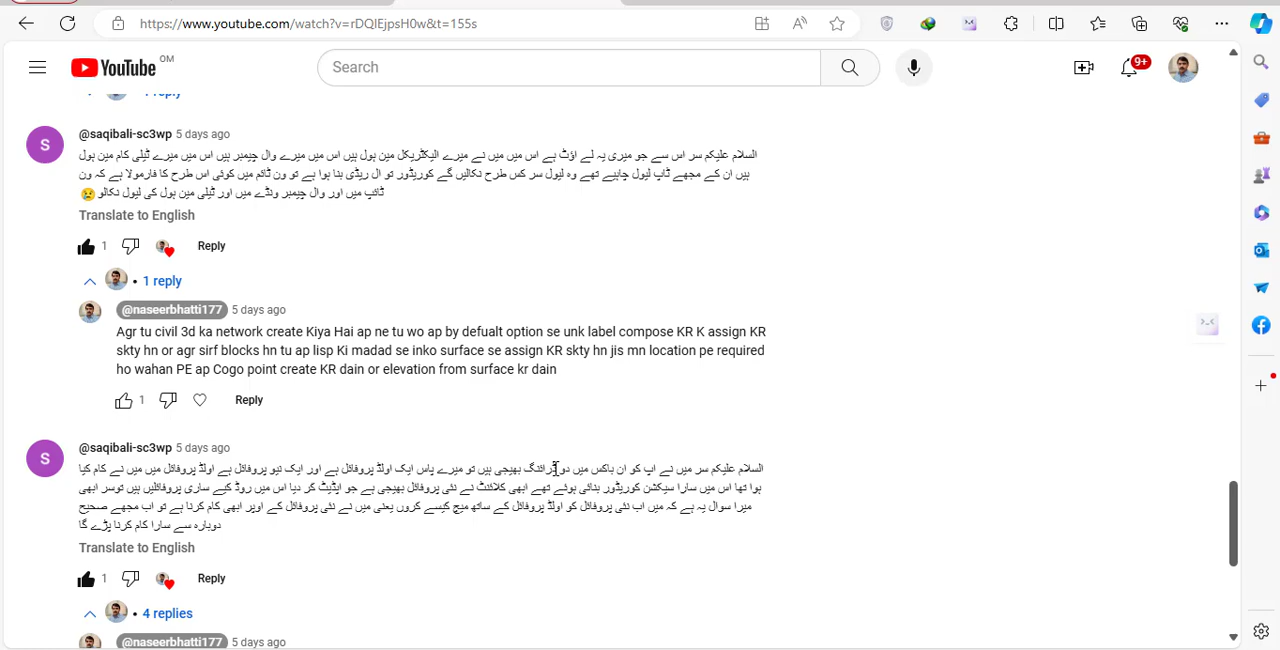 https://www.youtube.com/watch?v=rDQlEjpsH0w&t=155s
YouTube OM
Search
9+
1 reply
@saqibali-sc3wp 5 days ago
S
السلام علیکم سر اس سے جو میری یہ لے اؤٹ ہے اس میں میں نے میرے الیکٹریکل مین ہول ہیں اس میں میرے وال چیمبر ہیں اس میں میرے ٹیلی کام مین ہول
ہیں ان کے مجھے ٹاپ لیول چاہیے تھے وہ لیول سر کس طرح نکالیں گے کوریڈور تو ال ریڈی بنا ہوا ہے تو ون ٹائم میں کوئی اس طرح کا فارمولا ہے کہ ون
ٹائپ میں اور وال چیمبر ونڈے میں اور ٹیلی مین ہول کی لیول نکالو 😢
Translate to English
1 Reply
• 1 reply
@naseerbhatti177 5 days ago
Agr tu civil 3d ka network create Kiya Hai ap ne tu wo ap by defualt option se unk label compose KR K assign KR
skty hn or agr sirf blocks hn tu ap lisp Ki madad se inko surface se assign KR skty hn jis mn location pe required
ho wahan PE ap Cogo point create KR dain or elevation from surface kr dain
1 Reply
@saqibali-sc3wp 5 days ago
S
السلام علیکم سر میں نے اپ کو ان باکس میں دو ڈرائنگ بھیجی ہیں تو میرے پاس ایک اولڈ پروفائل ہے اور ایک نیو پروفائل ہے اولڈ پروفائل میں میں نے کام کیا
ہوا تھا اس میں سارا سیکشن کوریڈور بنائی ہوئے تھے ابھی کلائنٹ نے نئی پروفائل بھیجی ہے جو اپڈیٹ کر دیا اس میں روڈ کیے ساری پروفائلیں ہیں توسر ابھی
میرا سوال یہ ہے کہ میں اب نئی پروفائل کو اولڈ پروفائل کے ساتھ میچ کیسے کروں یعنی میں نے نئی پروفائل کے اوپر ابھی کام کرنا ہے تو اب مجھے صحیح
دوبارہ سے سارا کام کرنا پڑے گا
Translate to English
1 Reply
• 4 replies
@naseerbhatti177 5 days ago